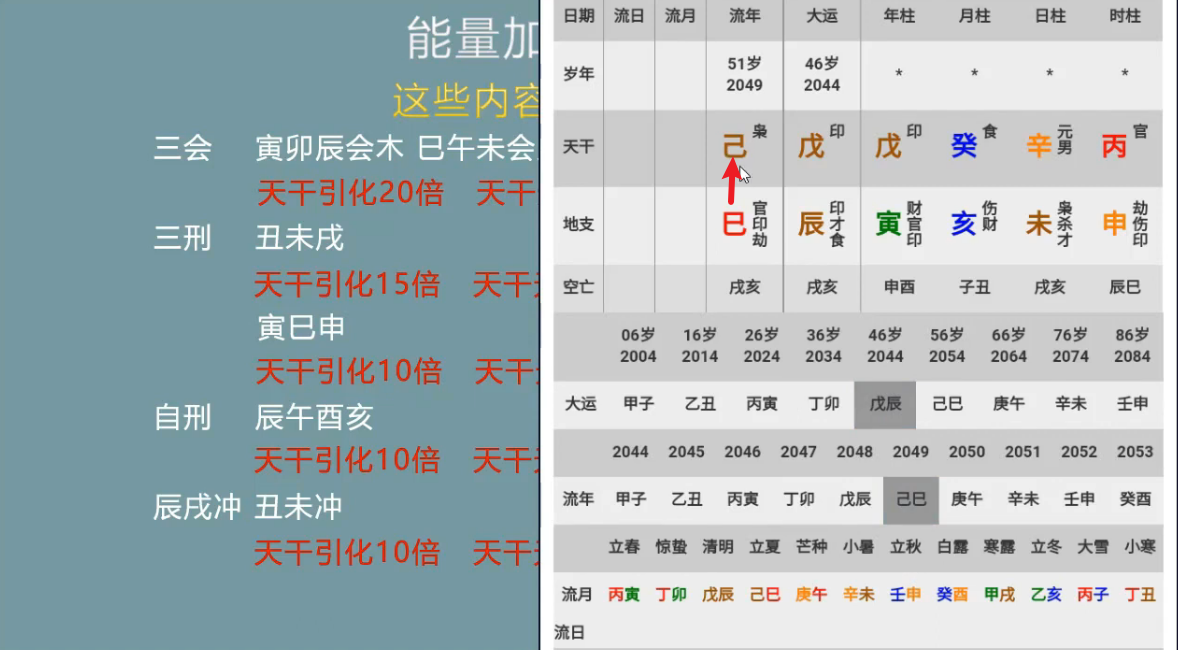 能量加
这些内容
三会 寅卯辰会木 巳午未会
天干引化20倍 天干
三刑 丑未戌
天干引化15倍 天干
寅巳申
天干引化10倍 天干
自刑 辰午酉亥
天干引化10倍 天干
辰戌冲 丑未冲
天干引化10倍 天干
日期 流日 流月 流年 大运 年柱 月柱 日柱 时柱
岁年 51岁 46岁 * * * *
2049 2044
天干 己 枭 戊 印 戊 印 癸 食 辛 元男 丙 官
地支 巳 官印劫 辰 印才食 寅 财官印 亥 伤财 未 枭杀才 申 劫伤印
空亡 戌亥 戌亥 申酉 子丑 戌亥 辰巳
06岁 16岁 26岁 36岁 46岁 56岁 66岁 76岁 86岁
2004 2014 2024 2034 2044 2054 2064 2074 2084
大运 甲子 乙丑 丙寅 丁卯 戊辰 己巳 庚午 辛未 壬申
2044 2045 2046 2047 2048 2049 2050 2051 2052 2053
流年 甲子 乙丑 丙寅 丁卯 戊辰 己巳 庚午 辛未 壬申 癸酉
立春 惊蛰 清明 立夏 芒种 小暑 立秋 白露 寒露 立冬 大雪 小寒
流月 丙寅 丁卯 戊辰 己巳 庚午 辛未 壬申 癸酉 甲戌 乙亥 丙子 丁丑
流日